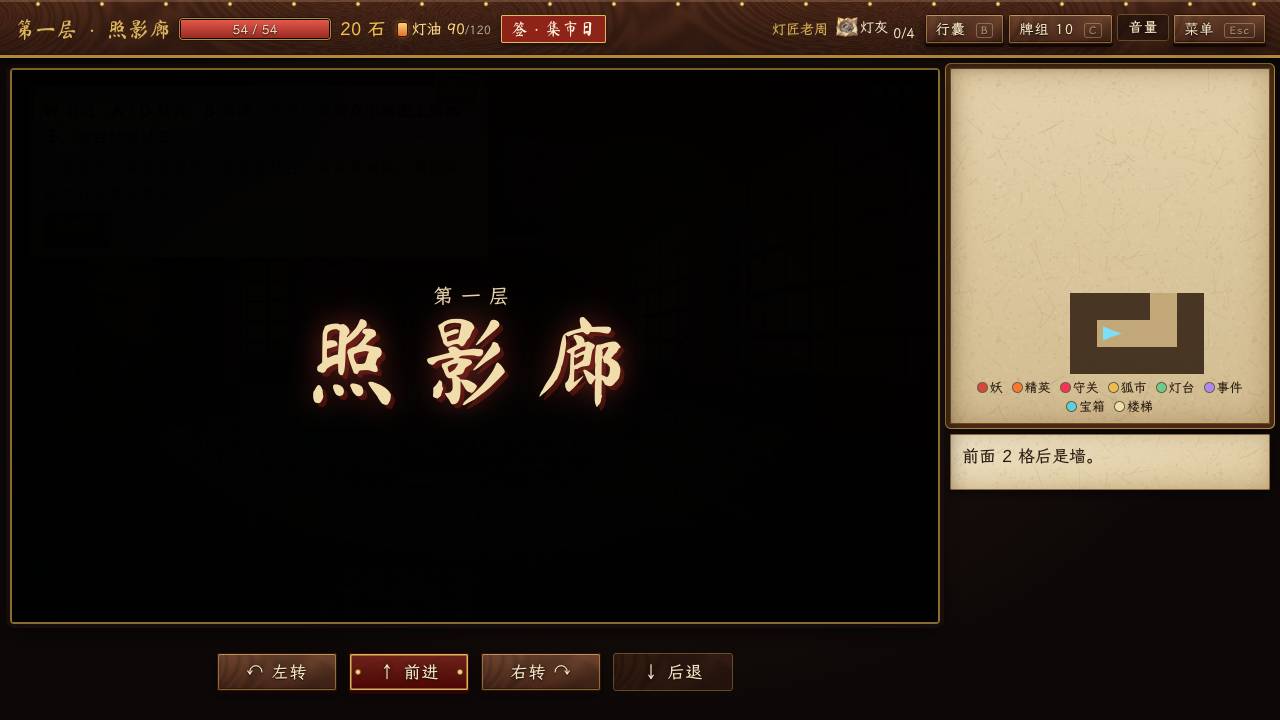 第一层 · 照影廊
54 / 54
20 石
灯油 90/120
签 · 集市日
灯匠老周
灯灰 0/4
行囊 B
牌组 10 C
音量
菜单 Esc
第一层
照影廊
妖 精英 守关 狐市 灯台 事件
宝箱 楼梯
前面 2 格后是墙。
左转
↑ 前进
右转
↓ 后退